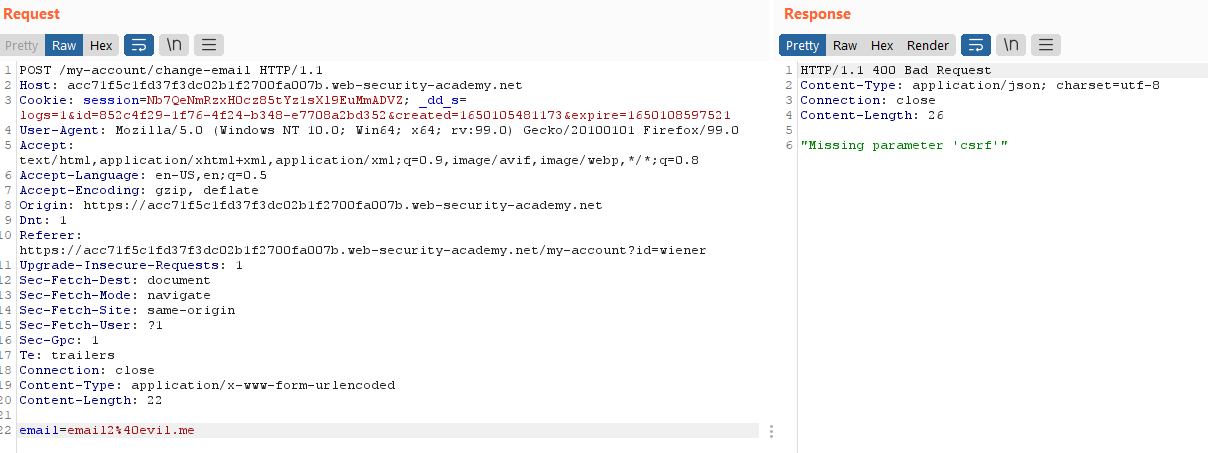 Request
Response
Pretty Raw Hex \n
Pretty Raw Hex Render \n
1 POST /my-account/change-email HTTP/1.1
2 Host: acc71f5c1fd37f3dc02b1f2700fa007b.web-security-academy.net
3 Cookie: session=Nb7QeNmRzxH0cz85tYz1sXl9EuMmADVZ; _dd_s=
logs=1&id=852c4f29-1f76-4f24-b348-e7708a2bd352&created=1650105481173&expire=1650108597521
4 User-Agent: Mozilla/5.0 (Windows NT 10.0; Win64; x64; rv:99.0) Gecko/20100101 Firefox/99.0
5 Accept:
text/html,application/xhtml+xml,application/xml;q=0.9,image/avif,image/webp,*/*;q=0.8
6 Accept-Language: en-US,en;q=0.5
7 Accept-Encoding: gzip, deflate
8 Origin: https://acc71f5c1fd37f3dc02b1f2700fa007b.web-security-academy.net
9 Dnt: 1
10 Referer:
https://acc71f5c1fd37f3dc02b1f2700fa007b.web-security-academy.net/my-account?id=wiener
11 Upgrade-Insecure-Requests: 1
12 Sec-Fetch-Dest: document
13 Sec-Fetch-Mode: navigate
14 Sec-Fetch-Site: same-origin
15 Sec-Fetch-User: ?1
16 Sec-Gpc: 1
17 Te: trailers
18 Connection: close
19 Content-Type: application/x-www-form-urlencoded
20 Content-Length: 22
21
22 email=email2%40evil.me
1 HTTP/1.1 400 Bad Request
2 Content-Type: application/json; charset=utf-8
3 Connection: close
4 Content-Length: 26
5
6 "Missing parameter 'csrf'"